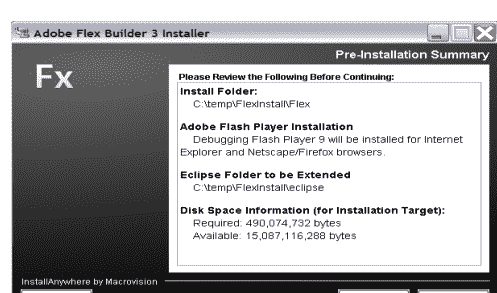 Adobe Flex Builder 3 Installer
Pre-Installation Summary
Fx
Please Review the Following Before Continuing:
Install Folder:
C:\temp\FlexInstall\Flex
Adobe Flash Player Installation
Debugging Flash Player 9 will be installed for Internet
Explorer and Netscape/Firefox browsers.
Eclipse Folder to be Extended
C:\temp\FlexInstall\eclipse
Disk Space Information (for Installation Target):
Required: 490,074,732 bytes
Available: 15,087,116,288 bytes
InstallAnywhere by Macrovision